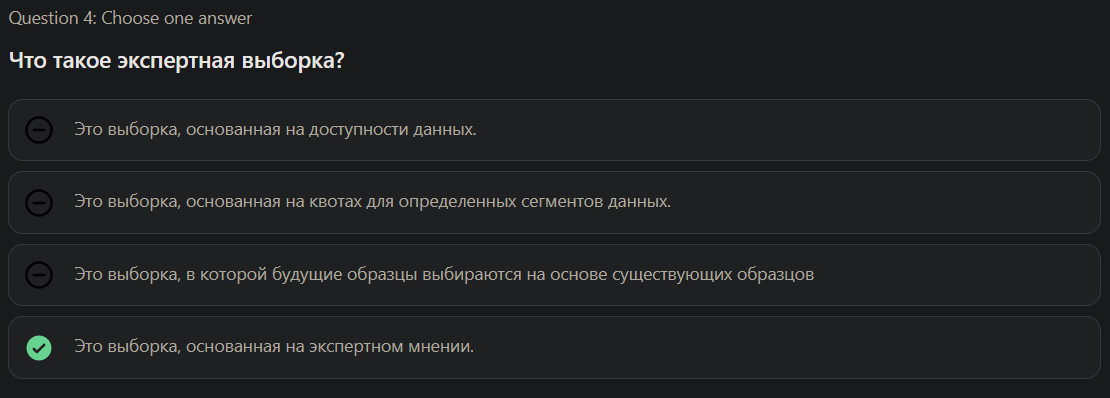 Question 4: Choose one answer
Что такое экспертная выборка?
Это выборка, основанная на доступности данных.
Это выборка, основанная на квотах для определенных сегментов данных.
Это выборка, в которой будущие образцы выбираются на основе существующих образцов
Это выборка, основанная на экспертном мнении.